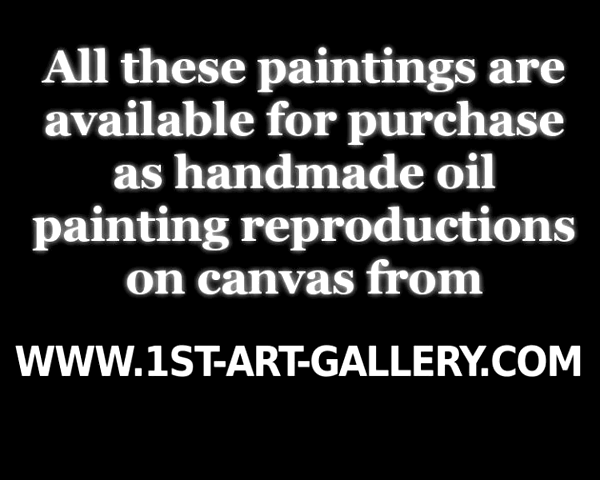 All these paintings are
available for purchase
as handmade oil
painting reproductions
on canvas from
WWW.1ST-ART-GALLERY.COM